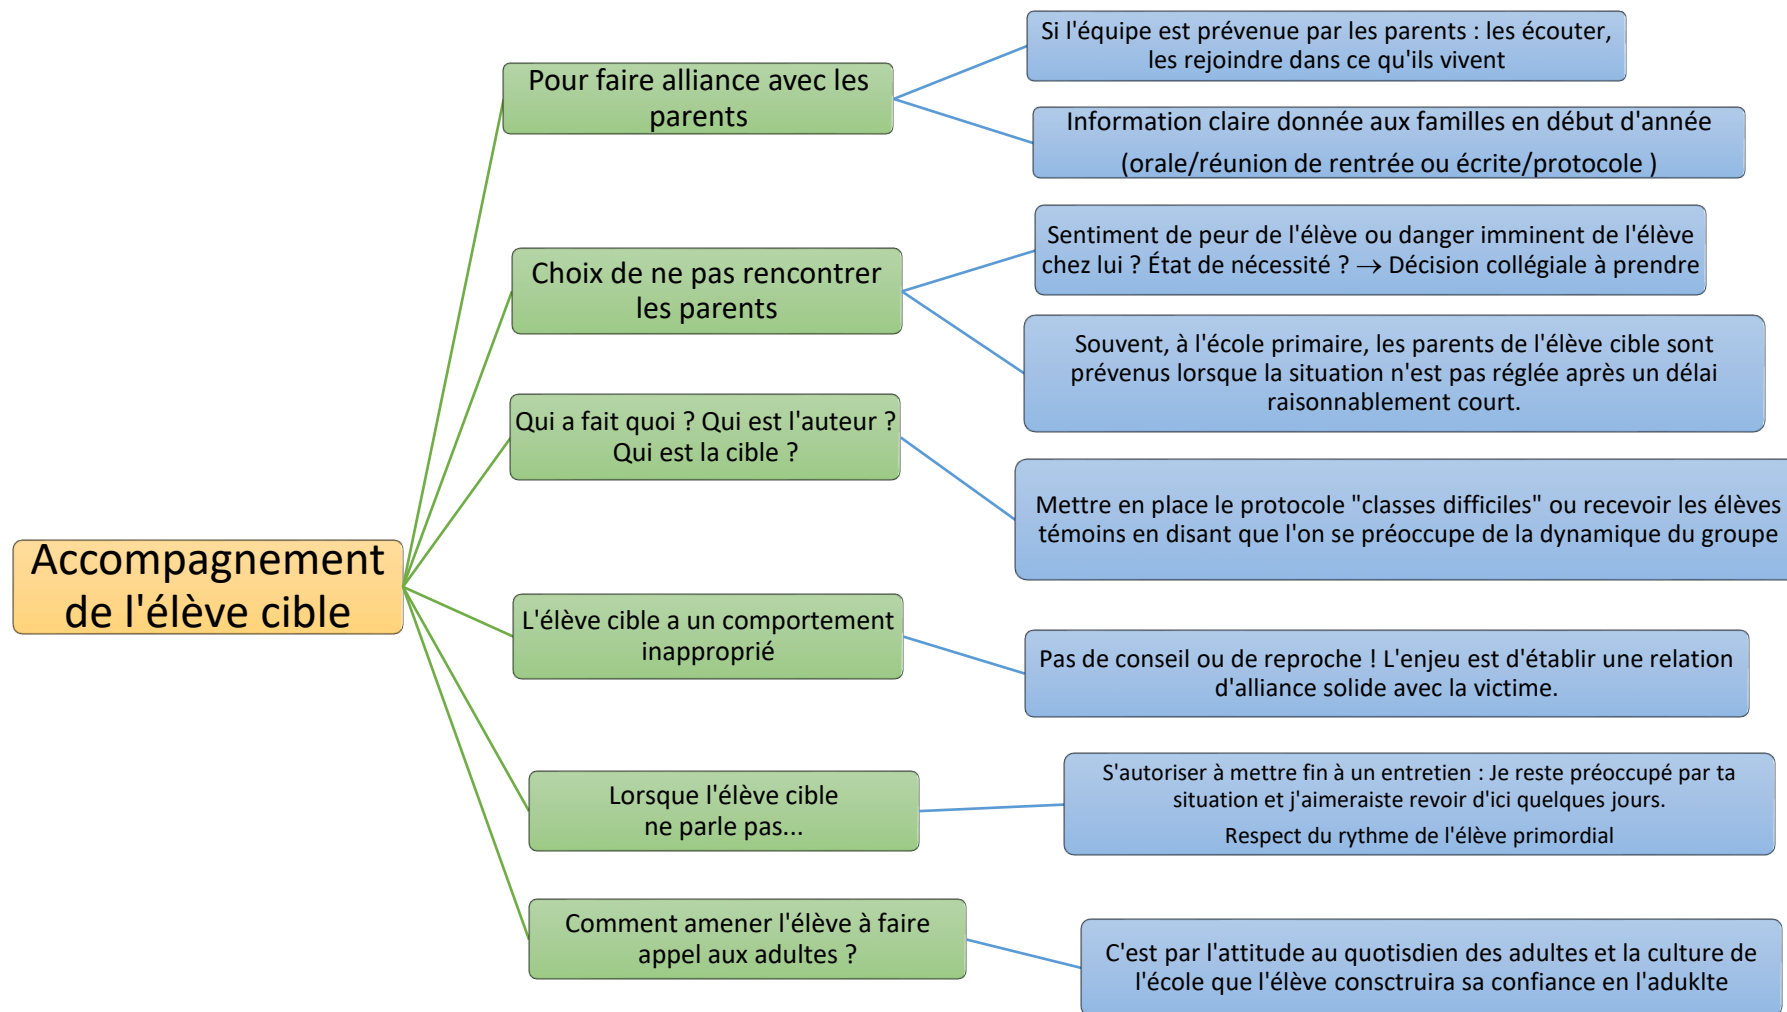 Accompagnement
de l'élève cible
Pour faire alliance avec les
parents
Si l'équipe est prévenue par les parents : les écouter,
les rejoindre dans ce qu'ils vivent
Information claire donnée aux familles en début d'année
(orale/réunion de rentrée ou écrite/protocole )
Choix de ne pas rencontrer
les parents
Sentiment de peur de l'élève ou danger imminent de l'élève
chez lui ? État de nécessité ? → Décision collégiale à prendre
Souvent, à l'école primaire, les parents de l'élève cible sont
prévenus lorsque la situation n'est pas réglée après un délai
raisonnablement court.
Qui a fait quoi ? Qui est l'auteur ?
Qui est la cible ?
Mettre en place le protocole "classes difficiles" ou recevoir les élèves
témoins en disant que l'on se préoccupe de la dynamique du groupe
L'élève cible a un comportement
inapproprié
Pas de conseil ou de reproche ! L'enjeu est d'établir une relation
d'alliance solide avec la victime.
Lorsque l'élève cible
ne parle pas...
S'autoriser à mettre fin à un entretien : Je reste préoccupé par ta
situation et j'aimeraiste revoir d'ici quelques jours.
Respect du rythme de l'élève primordial
Comment amener l'élève à faire
appel aux adultes ?
C'est par l'attitude au quotisdien des adultes et la culture de
l'école que l'élève consctruira sa confiance en l'aduklte